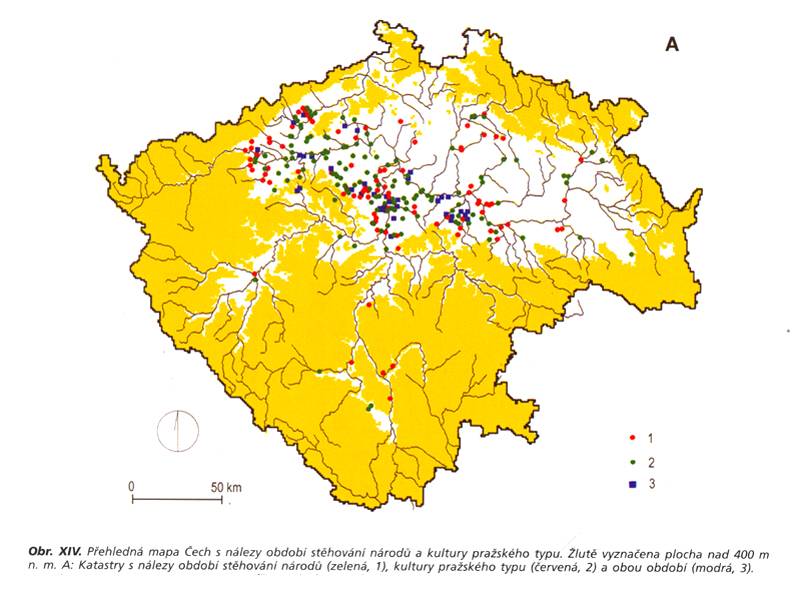 A
1
2
3
0 50 km
Obr. XIV. Přehledná mapa Čech s nálezy období stěhování národů a kultury pražského typu. Žlutě vyznačena plocha nad 400 m
n. m. A: Katastry s nálezy období stěhování národů (zelená, 1), kultury pražského typu (červená, 2) a obou období (modrá, 3).